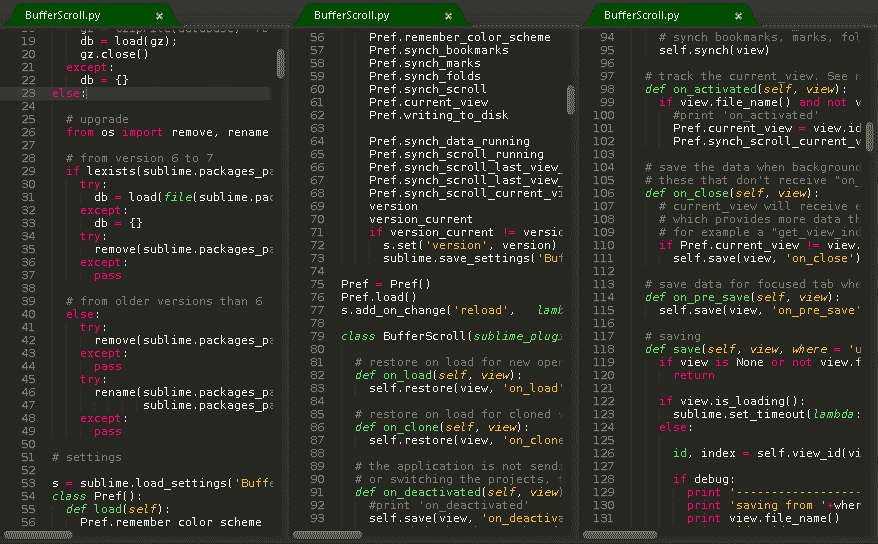 BufferScroll.py ×
19 db = load(gz);
20 gz.close()
21 except:
22 db = {}
23 else:
24
25 # upgrade
26 from os import remove, rename
27
28 # from version 6 to 7
29 if lexists(sublime.packages_pa
30 try:
31 db = load(file(sublime.pac
32 except:
33 db = {}
34 try:
35 remove(sublime.packages_pa
36 except:
37 pass
38
39 # from older versions than 6
40 else:
41 try:
42 remove(sublime.packages_pa
43 except:
44 pass
45 try:
46 rename(sublime.packages_pa
47 sublime.packages_pa
48 except:
49 pass
50
51 # settings
52
53 s = sublime.load_settings('Buffe
54 class Pref():
55 def load(self):
56 Pref.remember_color_scheme
BufferScroll.py ×
56 Pref.remember_color_scheme
57 Pref.synch_bookmarks
58 Pref.synch_marks
59 Pref.synch_folds
60 Pref.synch_scroll
61 Pref.current_view
62 Pref.writing_to_disk
63
64 Pref.synch_data_running
65 Pref.synch_scroll_running
66 Pref.synch_scroll_last_view_
67 Pref.synch_scroll_last_view_
68 Pref.synch_scroll_current_vi
69 version
70 version_current
71 if version_current != versio
72 s.set('version', version)
73 sublime.save_settings('Buf
74
75 Pref = Pref()
76 Pref.load()
77 s.add_on_change('reload', lamb
78
79 class BufferScroll(sublime_plug
80
81 # restore on load for new ope
82 def on_load(self, view):
83 self.restore(view, 'on_load'
84
85 # restore on load for cloned
86 def on_clone(self, view):
87 self.restore(view, 'on_clone
88
89 # the application is not sendi
90 # or switching the projects, t
91 def on_deactivated(self, view)
92 #print 'on_deactivated'
93 self.save(view, 'on_deactiva
BufferScroll.py ×
94 # synch bookmarks, marks, fol
95 self.synch(view)
96
97 # track the current_view. See n
98 def on_activated(self, view):
99 if view.file_name() and not v
100 #print 'on_activated'
101 Pref.current_view = view.id
102 Pref.synch_scroll_current_v
103
104 # save the data when background
105 # these that don't receive "on_
106 def on_close(self, view):
107 # current_view will receive e
108 # which provides more data th
109 # for example a "get_view_ind
110 if Pref.current_view != view.
111 self.save(view, 'on_close')
112
113 # save data for focused tab whe
114 def on_pre_save(self, view):
115 self.save(view, 'on_pre_save'
116
117 # saving
118 def save(self, view, where = 'u
119 if view is None or not view.f
120 return
121
122 if view.is_loading():
123 sublime.set_timeout(lambda:
124 else:
125
126 id, index = self.view_id(vi
127
128 if debug:
129 print '-------------------
130 print 'saving from '+where
131 print view.file_name()